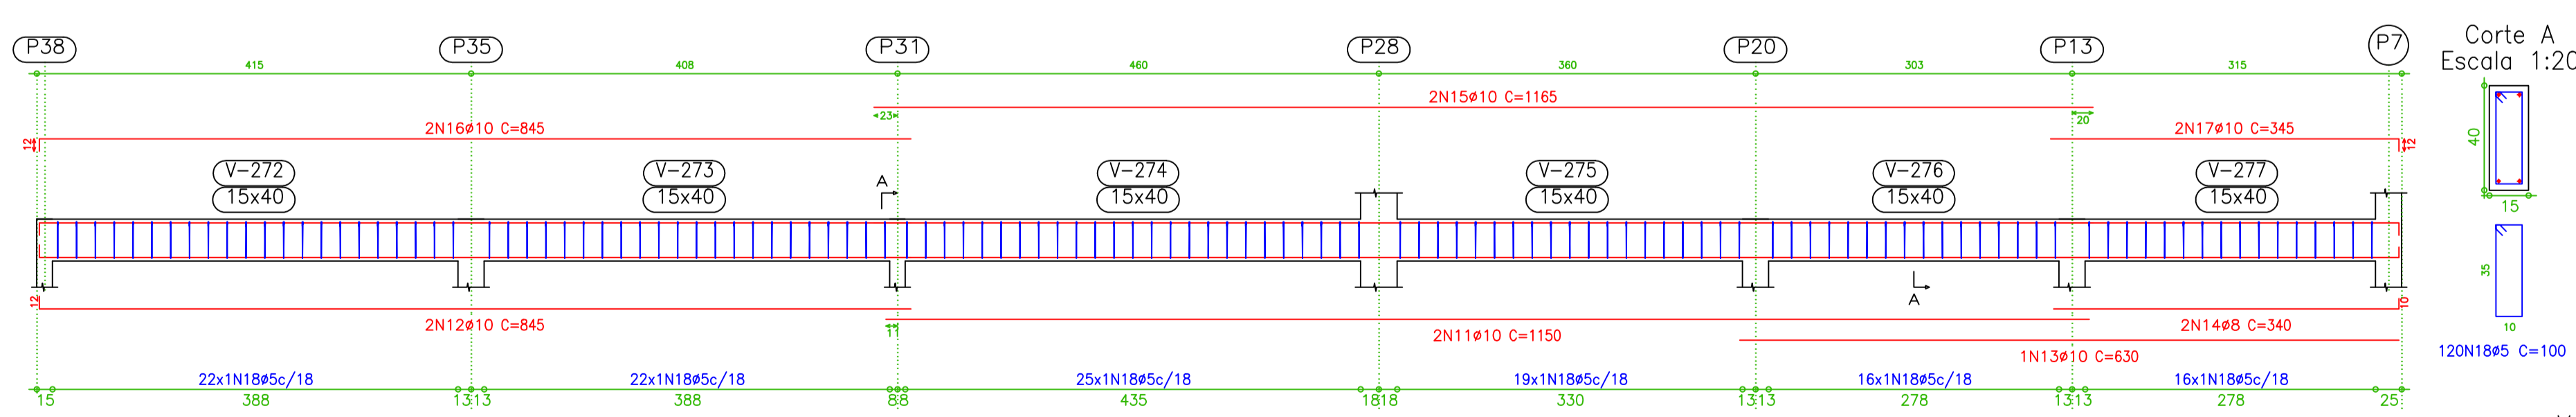 P38 P35 P31 P28 P20 P13 P7
415 408 460 360 303 315
2N15ø10 C=1165
23 20
2N16ø10 C=845 2N17ø10 C=345
12 12
V-272 V-273 V-274 V-275 V-276 V-277
15x40 15x40 15x40 15x40 15x40 15x40
A
A
12 10
2N12ø10 C=845 2N14ø8 C=340
11
2N11ø10 C=1150
1N13ø10 C=630
22x1N18ø5c/18 22x1N18ø5c/18 25x1N18ø5c/18 19x1N18ø5c/18 16x1N18ø5c/18 16x1N18ø5c/18
15 388 13 13 388 8 8 435 18 18 330 13 13 278 13 13 278 25
Corte A
Escala 1:20
40
15
35
10
120N18ø5 C=100